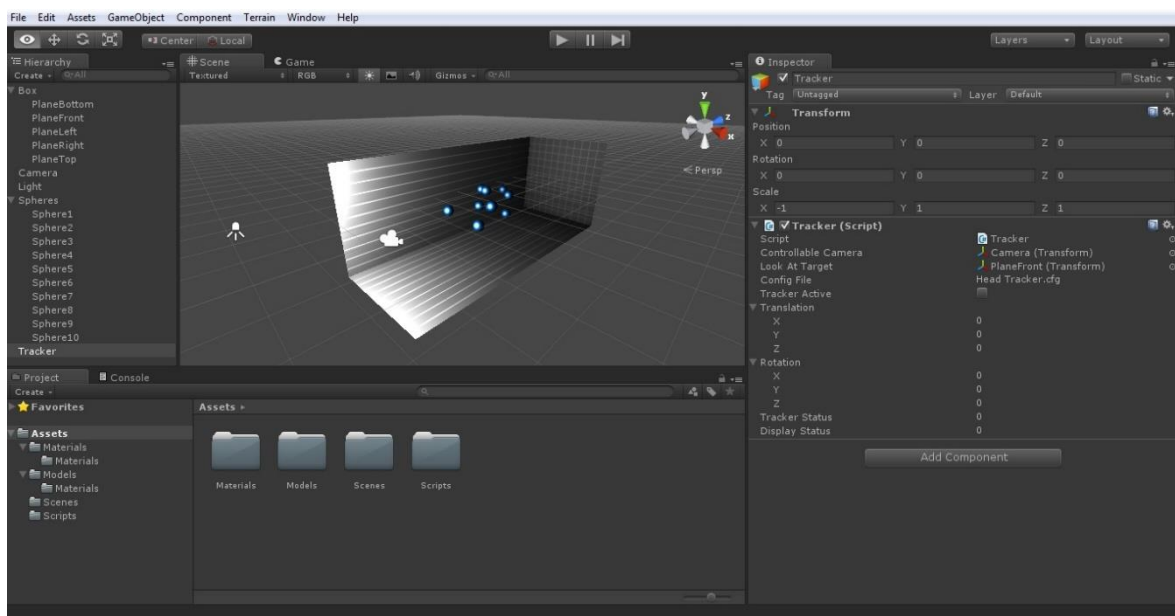 File Edit Assets GameObject Component Terrain Window Help
Center Local
Layers Layout
Hierarchy
Create All
Box
PlaneBottom
PlaneFront
PlaneLeft
PlaneRight
PlaneTop
Camera
Light
Spheres
Sphere1
Sphere2
Sphere3
Sphere4
Sphere5
Sphere6
Sphere7
Sphere8
Sphere9
Sphere10
Tracker
Scene Game
Textured RGB Gizmos All
y
z
x
Persp
Project Console
Create
Favorites
Assets
Materials
Materials
Models
Materials
Scenes
Scripts
Assets
Materials Models Scenes Scripts
Inspector
Tracker Static
Tag Untagged Layer Default
Transform
Position
X 0 Y 0 Z 0
Rotation
X 0 Y 0 Z 0
Scale
X -1 Y 1 Z 1
Tracker (Script)
Script Tracker
Controllable Camera Camera (Transform)
Look At Target PlaneFront (Transform)
Config File Head Tracker.cfg
Tracker Active
Translation
X 0
Y 0
Z 0
Rotation
X 0
Y 0
Z 0
Tracker Status 0
Display Status 0
Add Component